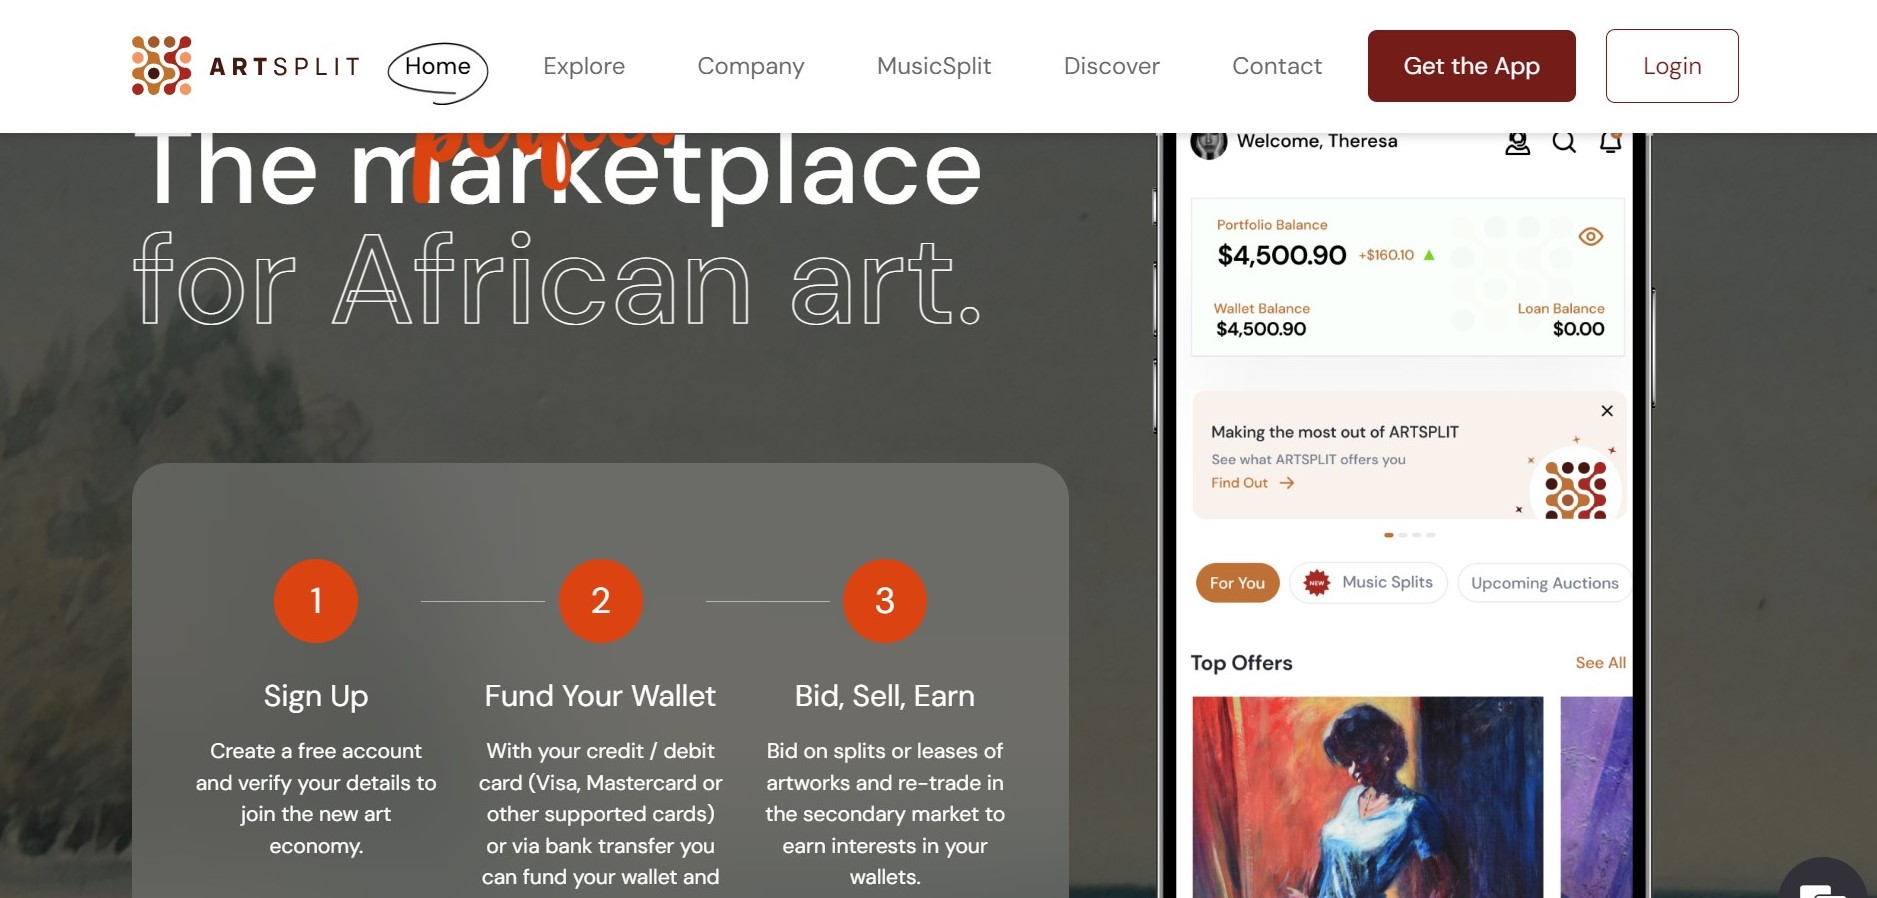 ARTSPLIT
Home
Explore
Company
MusicSplit
Discover
Contact
Get the App
Login
perfect
The marketplace
for African art.
1
2
3
Sign Up
Fund Your Wallet
Bid, Sell, Earn
Create a free account
and verify your details to
join the new art
economy.
With your credit / debit
card (Visa, Mastercard or
other supported cards)
or via bank transfer you
can fund your wallet and
Bid on splits or leases of
artworks and re-trade in
the secondary market to
earn interests in your
wallets.
Welcome, Theresa
Portfolio Balance
$4,500.90 +$160.10
Wallet Balance
$4,500.90
Loan Balance
$0.00
Making the most out of ARTSPLIT
See what ARTSPLIT offers you
Find Out
For You
NEW
Music Splits
Upcoming Auctions
Top Offers
See All